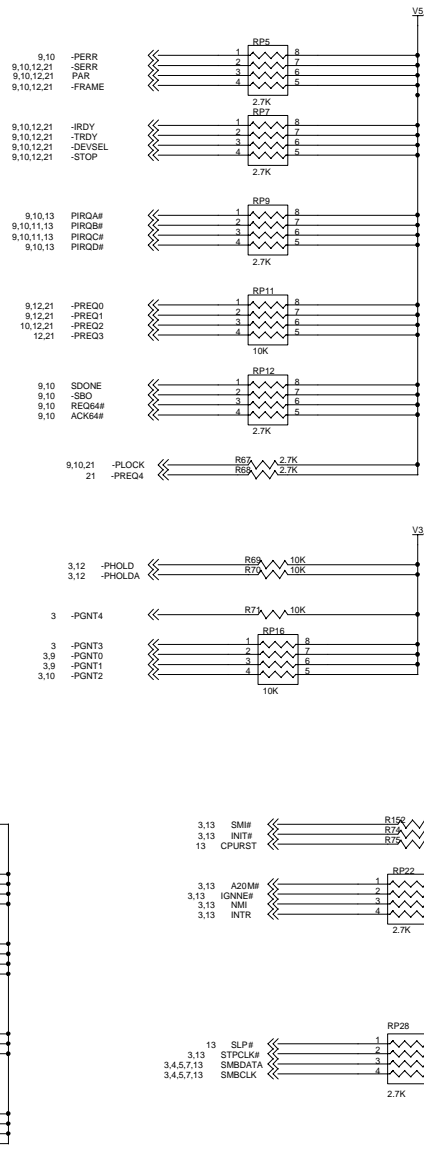 V5
RP5
9,10 -PERR 1 8
9,10,12,21 -SERR 2 7
9,10,12,21 PAR 3 6
9,10,12,21 -FRAME 4 5
2.7K
RP7
9,10,12,21 -IRDY 1 8
9,10,12,21 -TRDY 2 7
9,10,12,21 -DEVSEL 3 6
9,10,12,21 -STOP 4 5
2.7K
RP9
9,10,13 PIRQA# 1 8
9,10,11,13 PIRQB# 2 7
9,10,11,13 PIRQC# 3 6
9,10,13 PIRQD# 4 5
2.7K
RP11
9,12,21 -PREQ0 1 8
9,12,21 -PREQ1 2 7
10,12,21 -PREQ2 3 6
12,21 -PREQ3 4 5
10K
RP12
9,10 SDONE 1 8
9,10 -SBO 2 7
9,10 REQ64# 3 6
9,10 ACK64# 4 5
2.7K
9,10,21 -PLOCK R67 2.7K
21 -PREQ4 R68 2.7K
V3
3,12 -PHOLD R69 10K
3,12 -PHOLDA R70 10K
3 -PGNT4 R71 10K
RP16
3 -PGNT3 1 8
3,9 -PGNT0 2 7
3,9 -PGNT1 3 6
3,10 -PGNT2 4 5
10K
3,13 SMI# R152
3,13 INIT# R74
13 CPURST R75
RP22
3,13 A20M# 1
3,13 IGNNE# 2
3,13 NMI 3
3,13 INTR 4
2.7K
RP28
13 SLP# 1
3,13 STPCLK# 2
3,4,5,7,13 SMBDATA 3
3,4,5,7,13 SMBCLK 4
2.7K